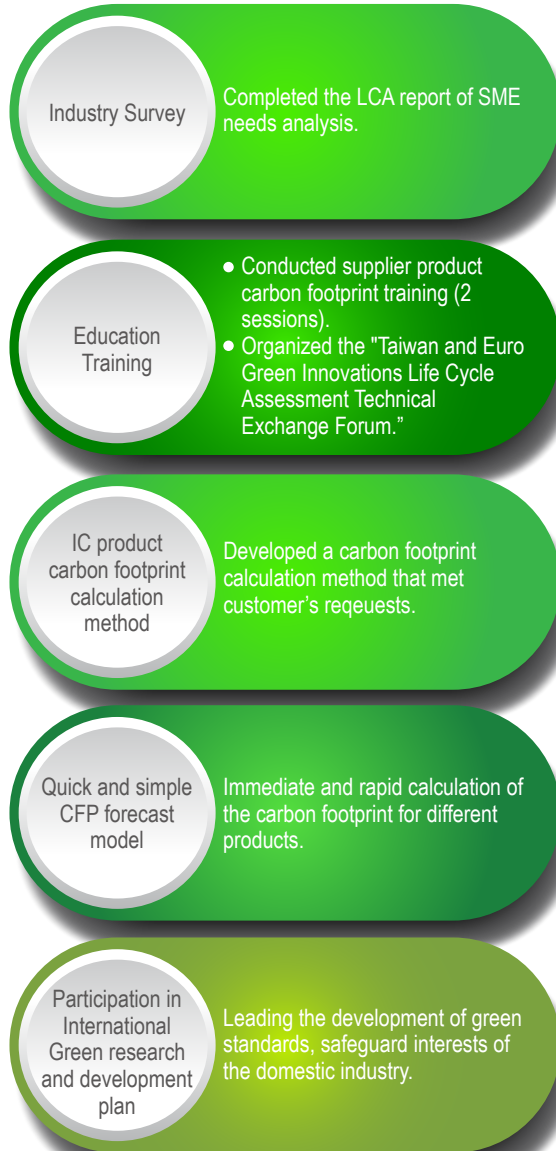 Industry Survey
Completed the LCA report of SME
needs analysis.
Education
Training
● Conducted supplier product
carbon footprint training (2
sessions).
● Organized the "Taiwan and Euro
Green Innovations Life Cycle
Assessment Technical
Exchange Forum.”
IC product
carbon footprint
calculation
method
Developed a carbon footprint
calculation method that met
customer’s reqeuests.
Quick and simple
CFP forecast
model
Immediate and rapid calculation of
the carbon footprint for different
products.
Participation in
International
Green research
and development
plan
Leading the development of green
standards, safeguard interests of
the domestic industry.